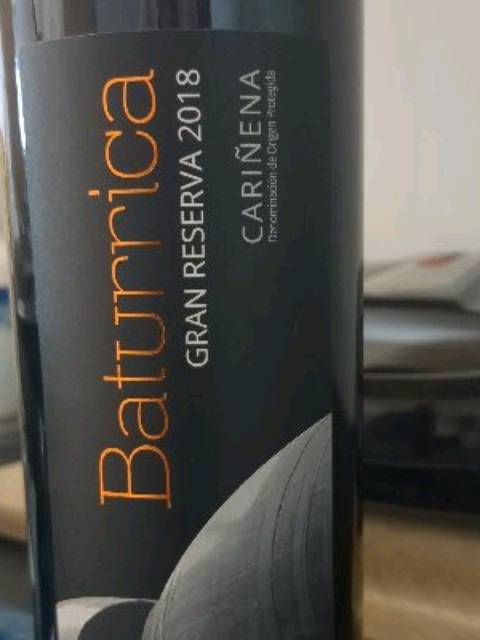 Baturrica
GRAN RESERVA 2018
CARIÑENA
Denominación de Origen Protegida